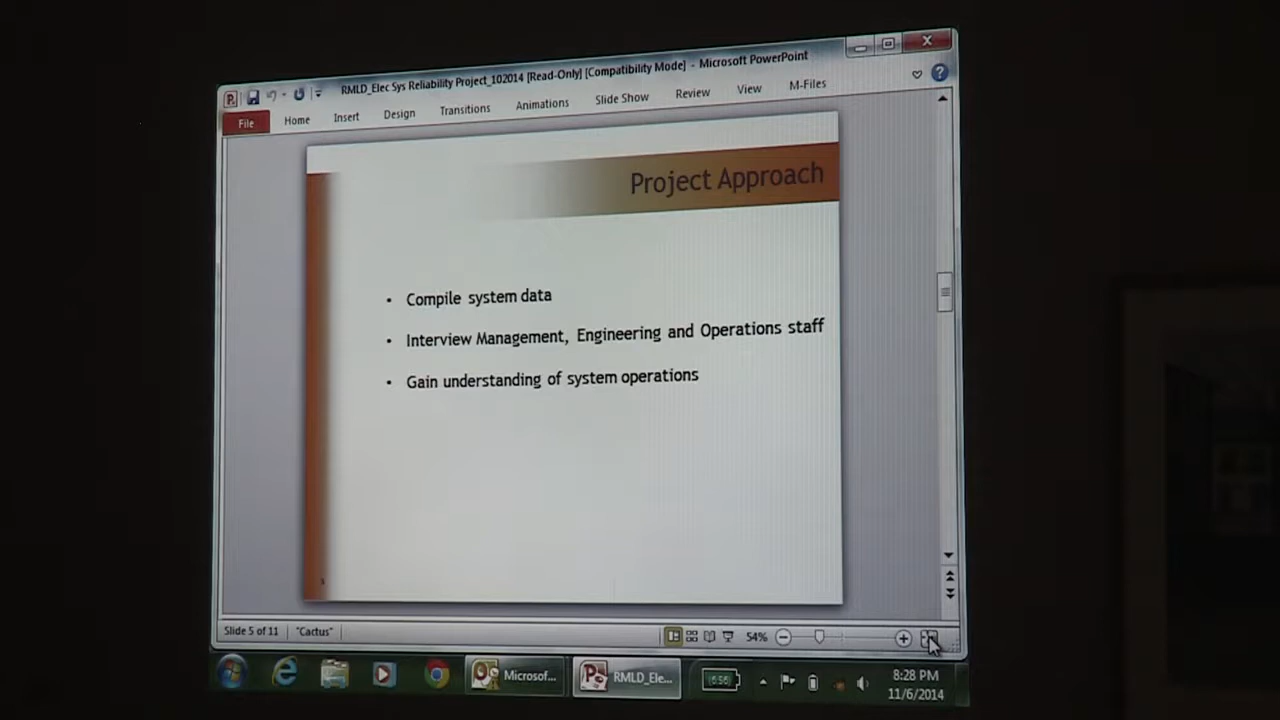 RMLD_Elec Sys Reliability Project_102014 [Read-Only] [Compatibility Mode] - Microsoft PowerPoint
File Home Insert Design Transitions Animations Slide Show Review View M-Files
Project Approach
• Compile system data
• Interview Management, Engineering and Operations staff
• Gain understanding of system operations
Slide 5 of 11 "Cactus" 54%
Microsof... RMLD_Ele... 8:28 PM
11/6/2014